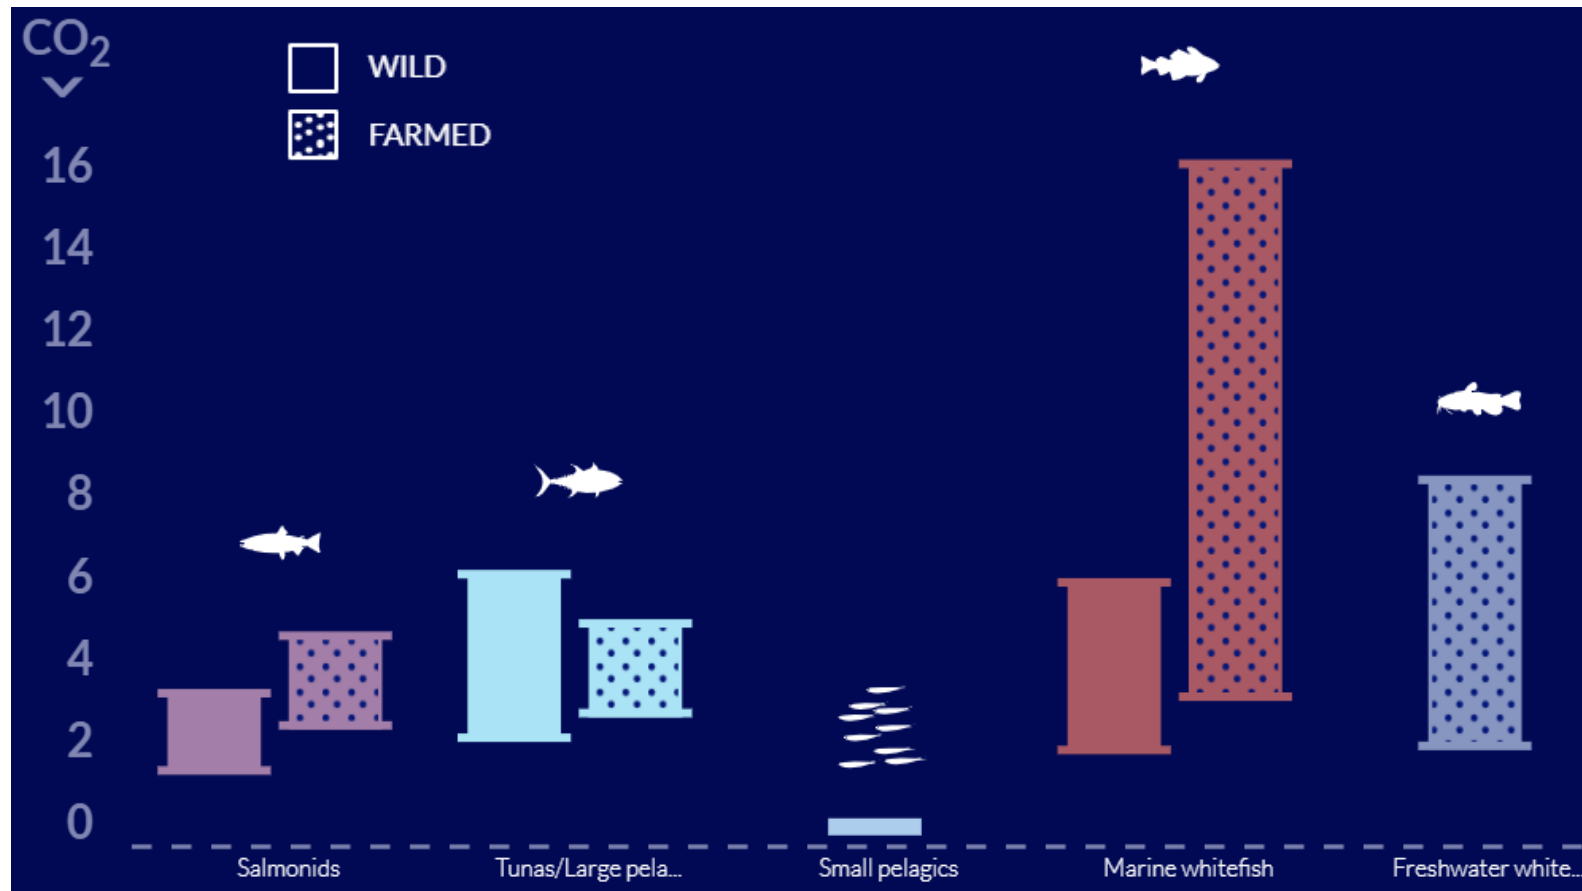 CO2
WILD
FARMED
16
14
12
10
8
6
4
2
0
Salmonids Tunas/Large pela... Small pelagics Marine whitefish Freshwater white...